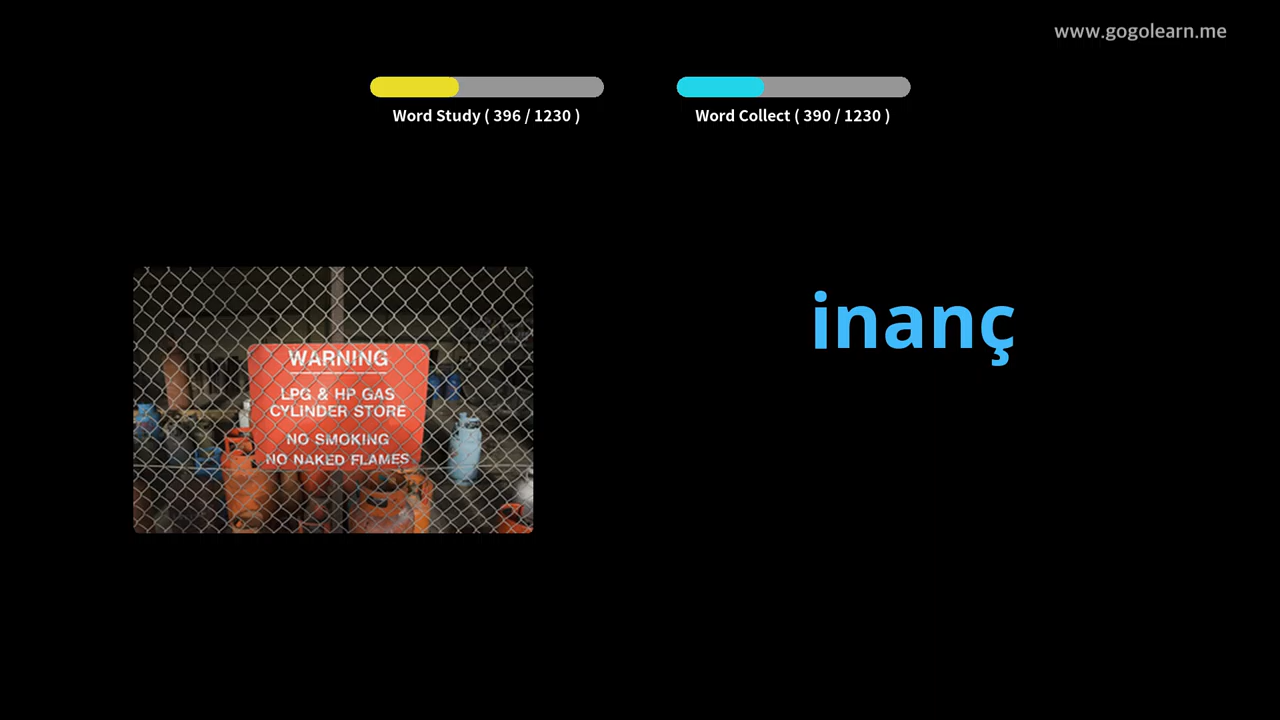 www.gogolearn.me
Word Study ( 396 / 1230 )
Word Collect ( 390 / 1230 )
WARNING
LPG & HP GAS
CYLINDER STORE
NO SMOKING
NO NAKED FLAMES
inanç